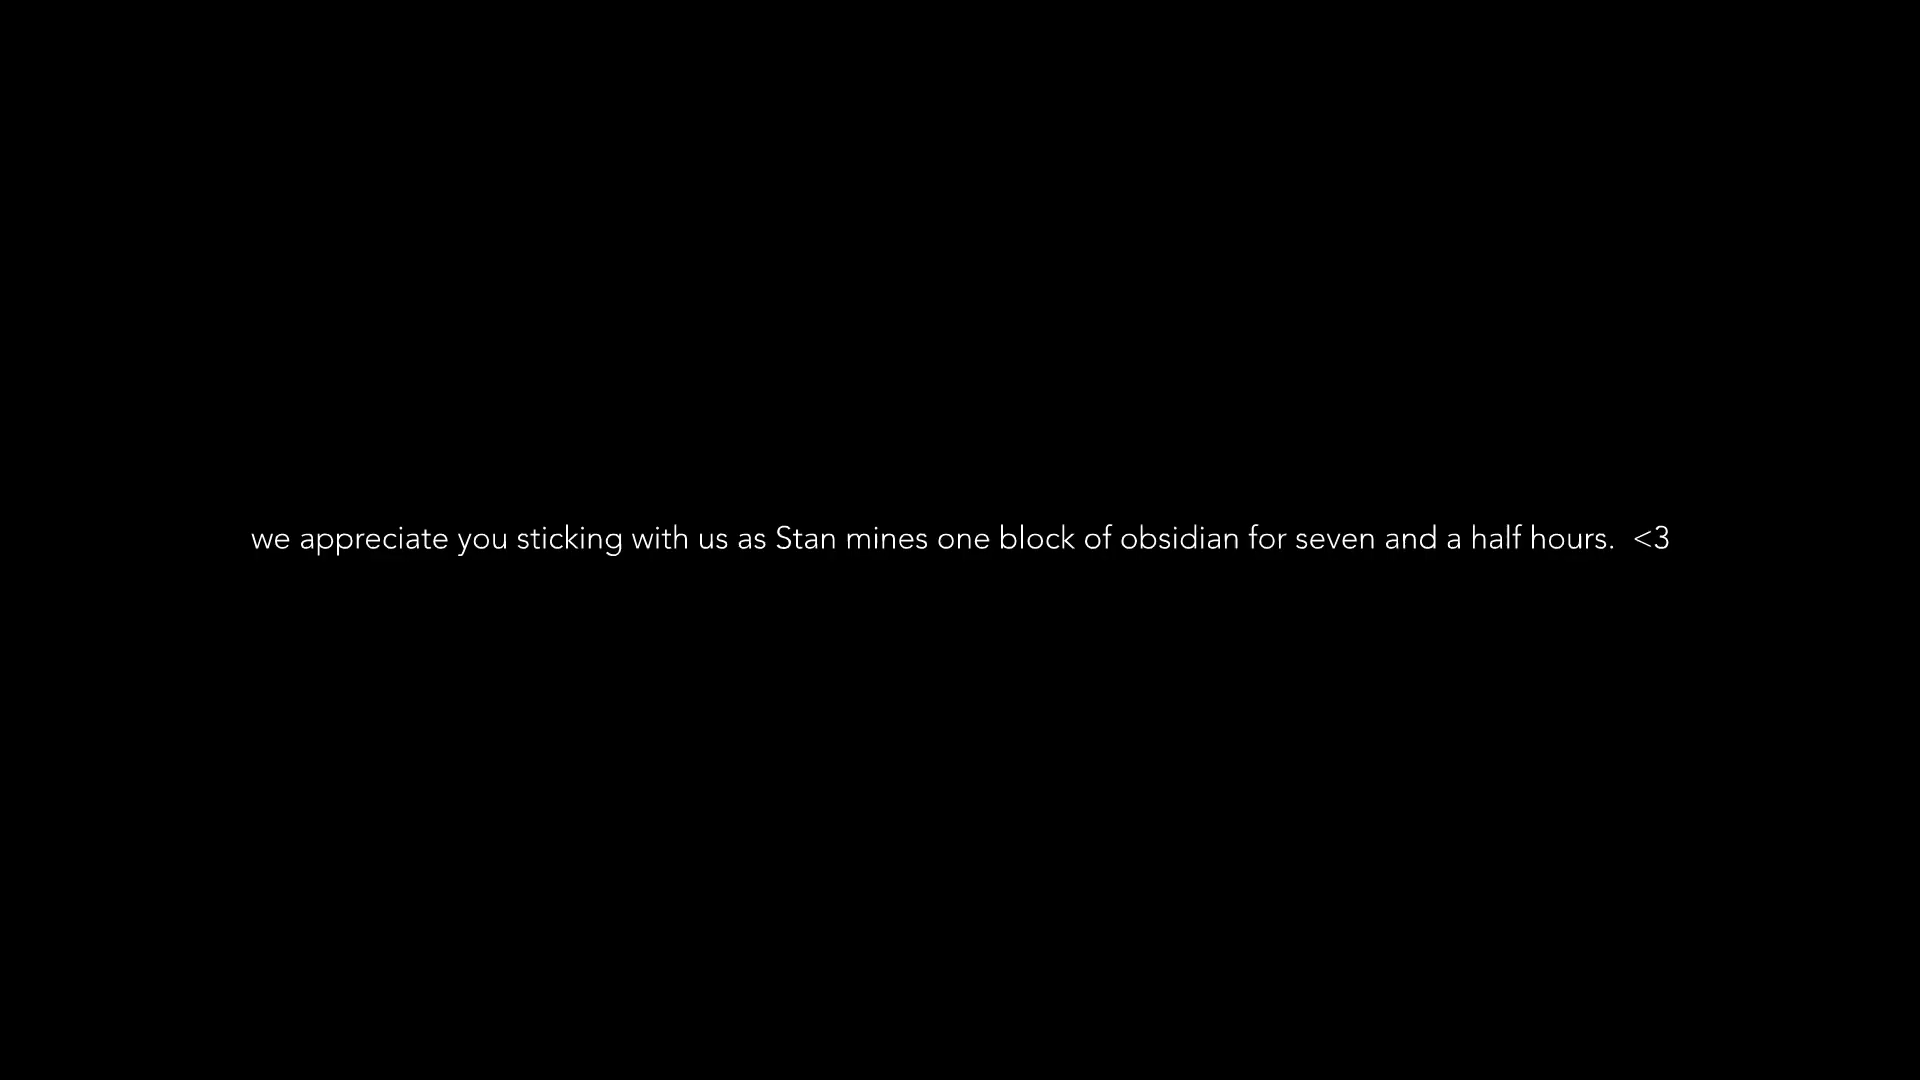 we appreciate you sticking with us as Stan mines one block of obsidian for seven and a half hours.  <3